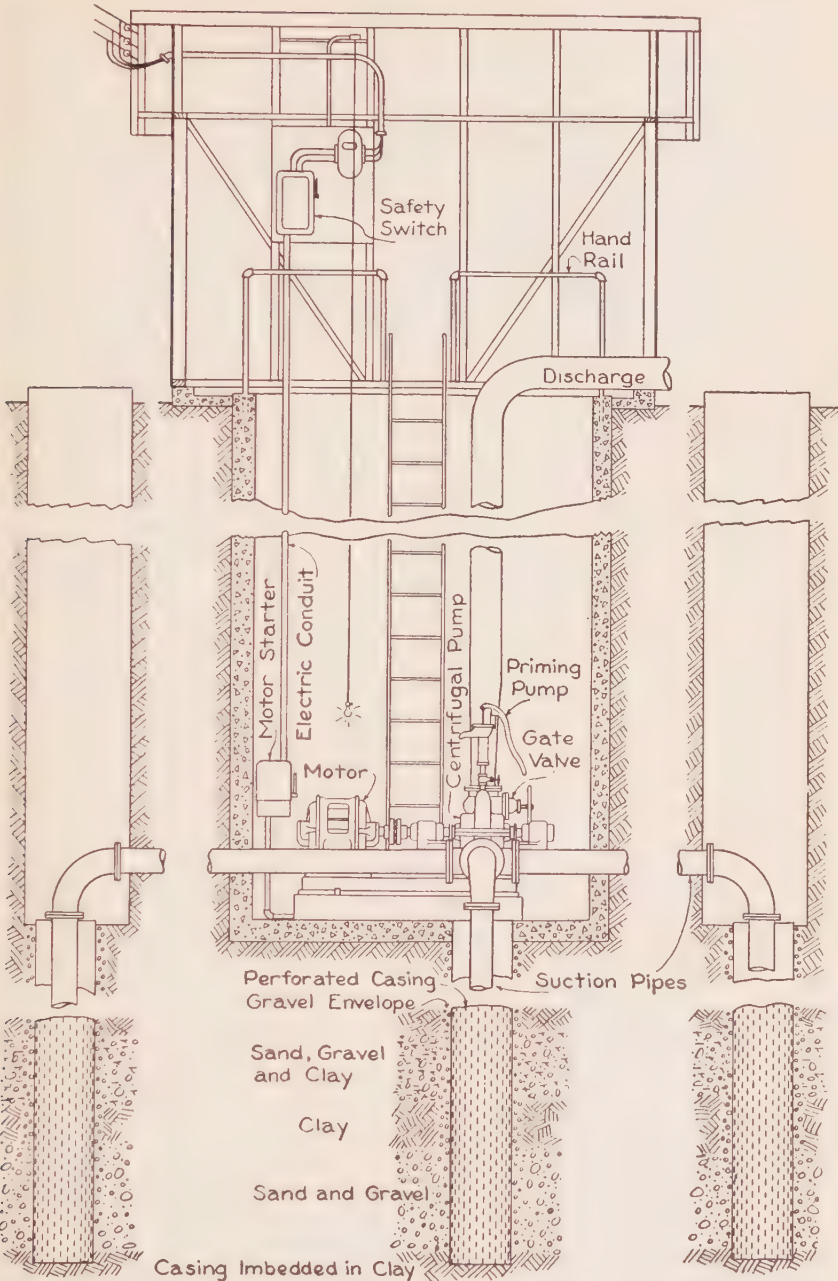 Safety
Switch
Hand
Rail
Discharge
Motor Starter
Electric Conduit
Centrifugal Pump
Priming
Pump
Gate
Valve
Motor
Perforated Casing
Gravel Envelope
Suction Pipes
Sand, Gravel
and Clay
Clay
Sand and Gravel
Casing Imbedded in Clay